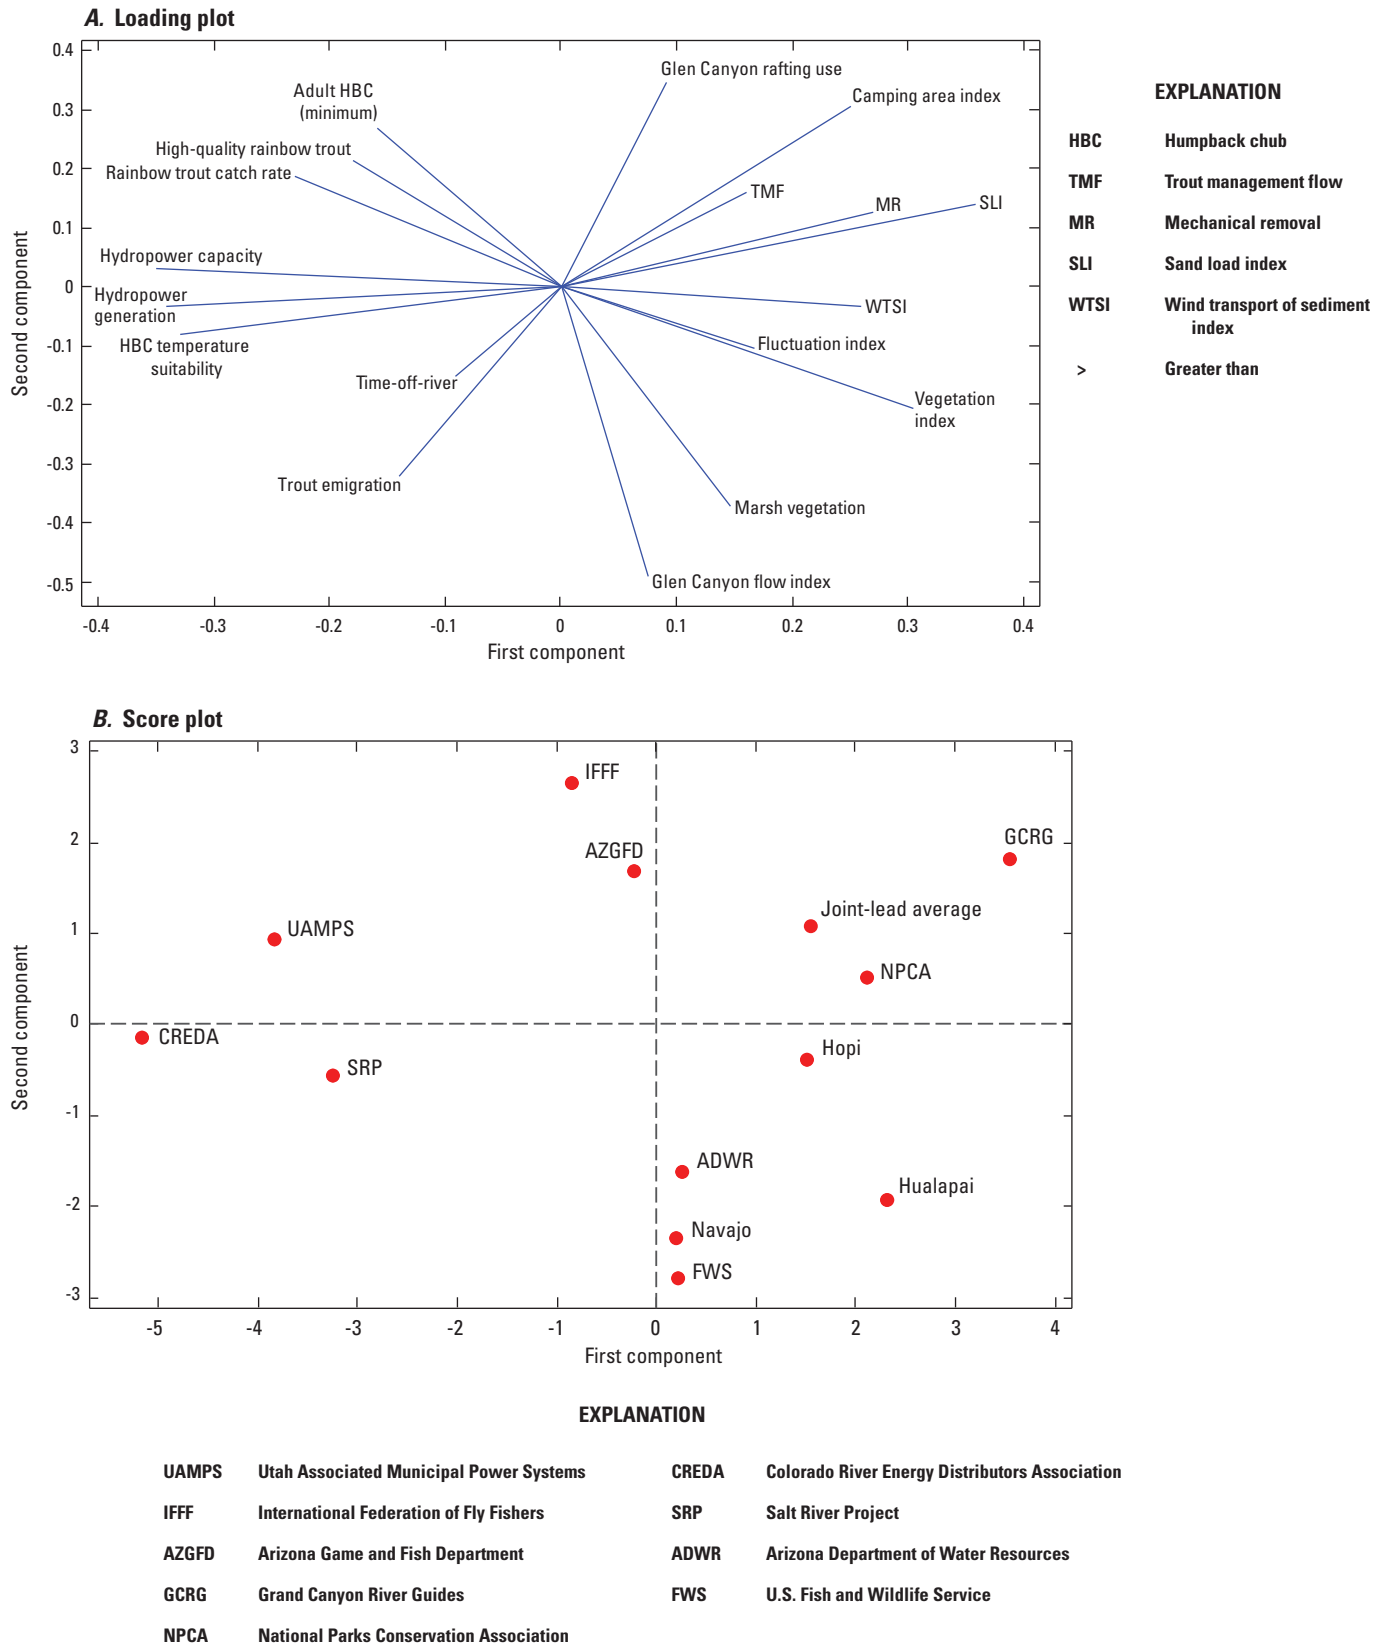 A. Loading plot
0.4
0.3
0.2
0.1
0
-0.1
-0.2
-0.3
-0.4
-0.5
Second component
Glen Canyon rafting use
Adult HBC
(minimum)
Camping area index
High-quality rainbow trout
Rainbow trout catch rate
TMF
MR
SLI
Hydropower capacity
Hydropower
generation
WTSI
HBC temperature
suitability
Fluctuation index
Time-off-river
Vegetation
index
Trout emigration
Marsh vegetation
Glen Canyon flow index
-0.4
-0.3
-0.2
-0.1
0
0.1
0.2
0.3
0.4
First component
EXPLANATION
HBC Humpback chub
TMF Trout management flow
MR Mechanical removal
SLI Sand load index
WTSI Wind transport of sediment
index
> Greater than
B. Score plot
3
2
1
0
-1
-2
-3
Second component
IFFF
AZGFD
GCRG
UAMPS
Joint-lead average
NPCA
CREDA
SRP
Hopi
ADWR
Hualapai
Navajo
FWS
-5
-4
-3
-2
-1
0
1
2
3
4
First component
EXPLANATION
UAMPS Utah Associated Municipal Power Systems
IFFF International Federation of Fly Fishers
AZGFD Arizona Game and Fish Department
GCRG Grand Canyon River Guides
NPCA National Parks Conservation Association
CREDA Colorado River Energy Distributors Association
SRP Salt River Project
ADWR Arizona Department of Water Resources
FWS U.S. Fish and Wildlife Service